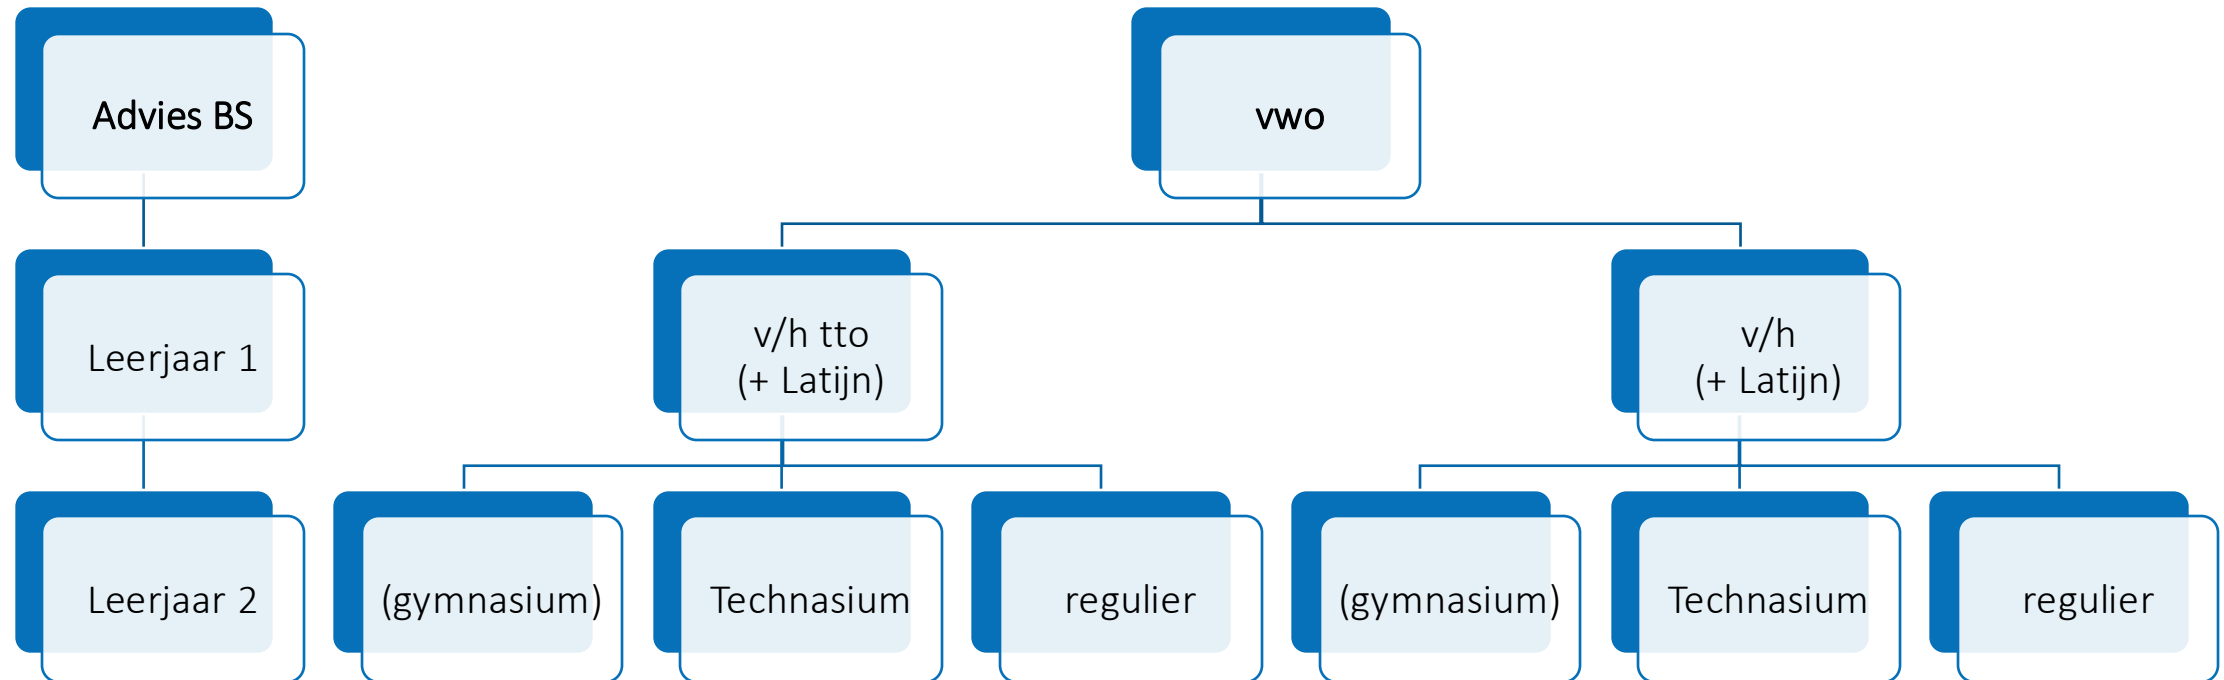 Advies BS
vwo
Leerjaar 1
v/h tto
(+ Latijn)
v/h
(+ Latijn)
Leerjaar 2
(gymnasium)
Technasium
regulier
(gymnasium)
Technasium
regulier